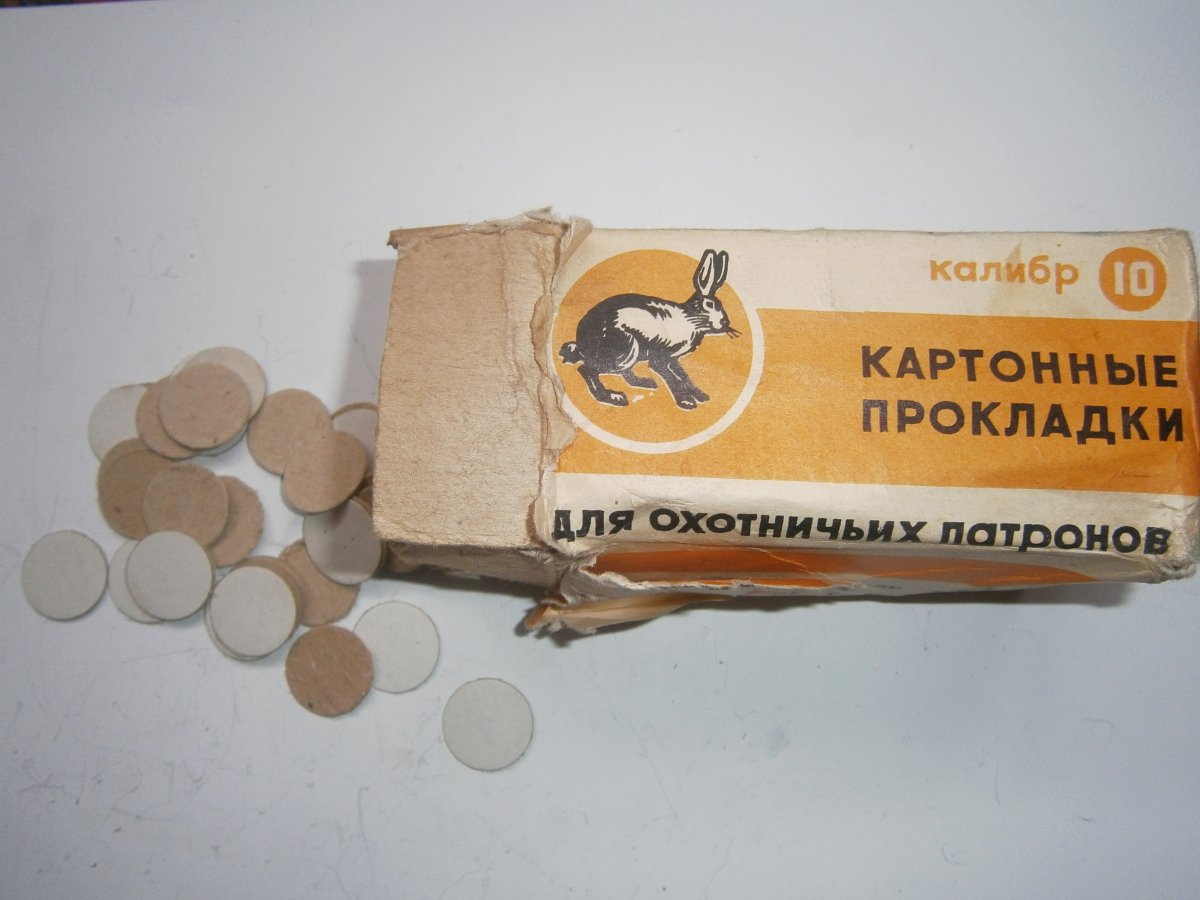 калибр 10
КАРТОННЫЕ
ПРОКЛАДКИ
для охотничьих патронов